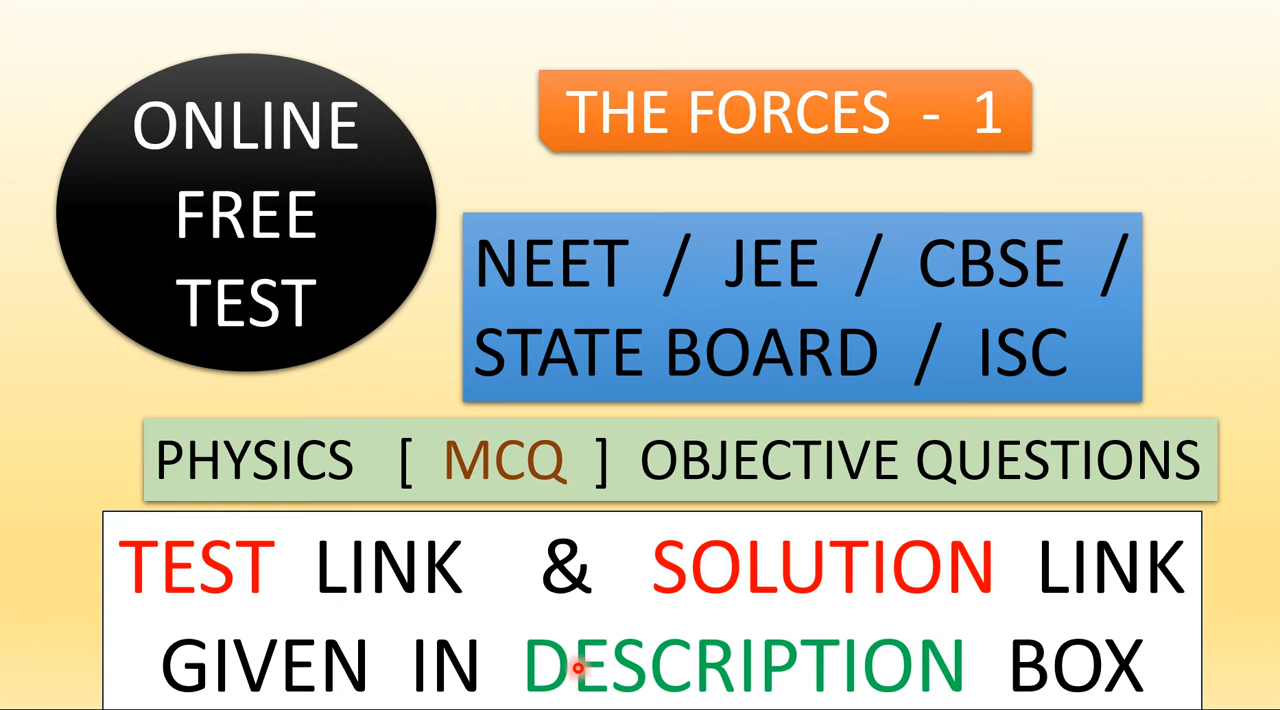 ONLINE
FREE
TEST
THE FORCES - 1
NEET / JEE / CBSE /
STATE BOARD / ISC
PHYSICS [ MCQ ] OBJECTIVE QUESTIONS
TEST LINK & SOLUTION LINK
GIVEN IN DESCRIPTION BOX